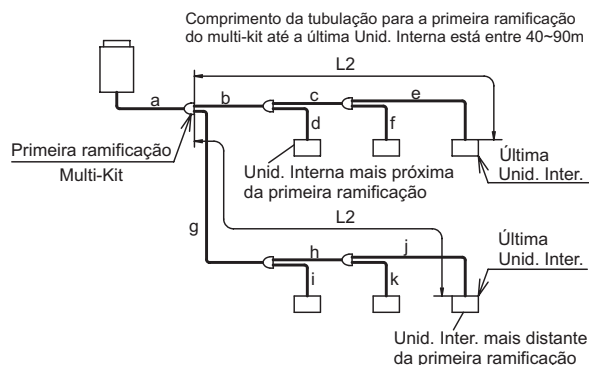 Comprimento da tubulação para a primeira ramificação
do multi-kit até a última Unid. Interna está entre 40~90m
L2
a
b
c
e
d
f
Primeira ramificação
Multi-Kit
Unid. Interna mais próxima
da primeira ramificação
Última
Unid. Inter.
L2
g
h
j
i
k
Última
Unid. Inter.
Unid. Inter. mais distante
da primeira ramificação